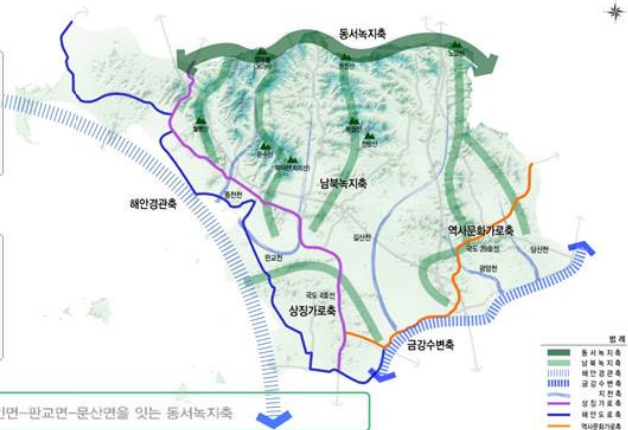 동서녹지축
남북녹지축
해안경관축
종천천
판교천
길산천
역사문화가로축
국도 29호선
광암천
국도 4호선
상징가로축
금강수변축
범 례
동서녹지축
남북녹지축
해안경관축
금강수변축
지천축
상징가로축
해안도로축
역사문화가로축
면-판교면-문산면을 잇는 동서녹지축